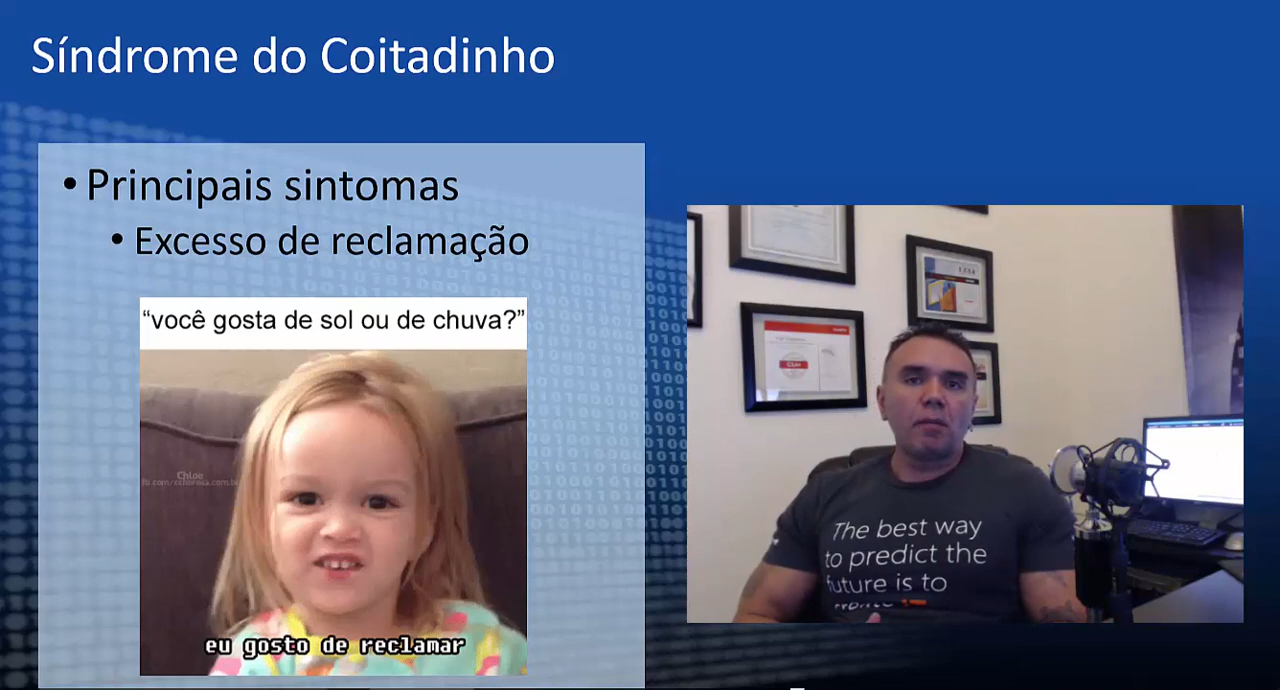 Síndrome do Coitadinho
• Principais sintomas
• Excesso de reclamação
“você gosta de sol ou de chuva?”
Chloe
eu gosto de reclamar
The best way
to predict the
future is to